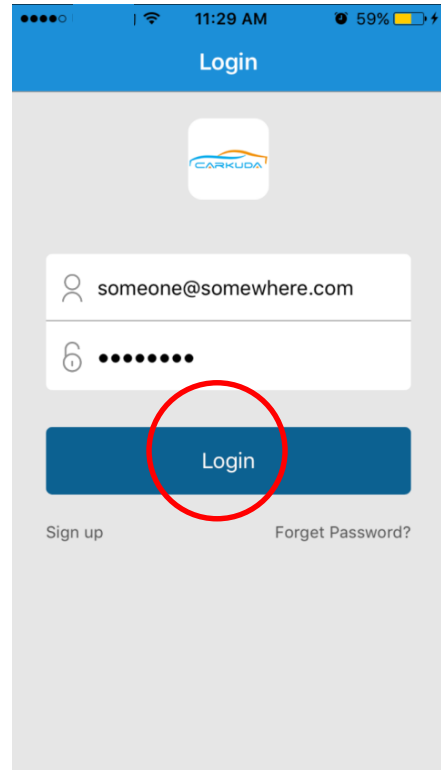 11:29 AM 59%
Login
CARKUDA
someone@somewhere.com
••••••••
Login
Sign up Forget Password?